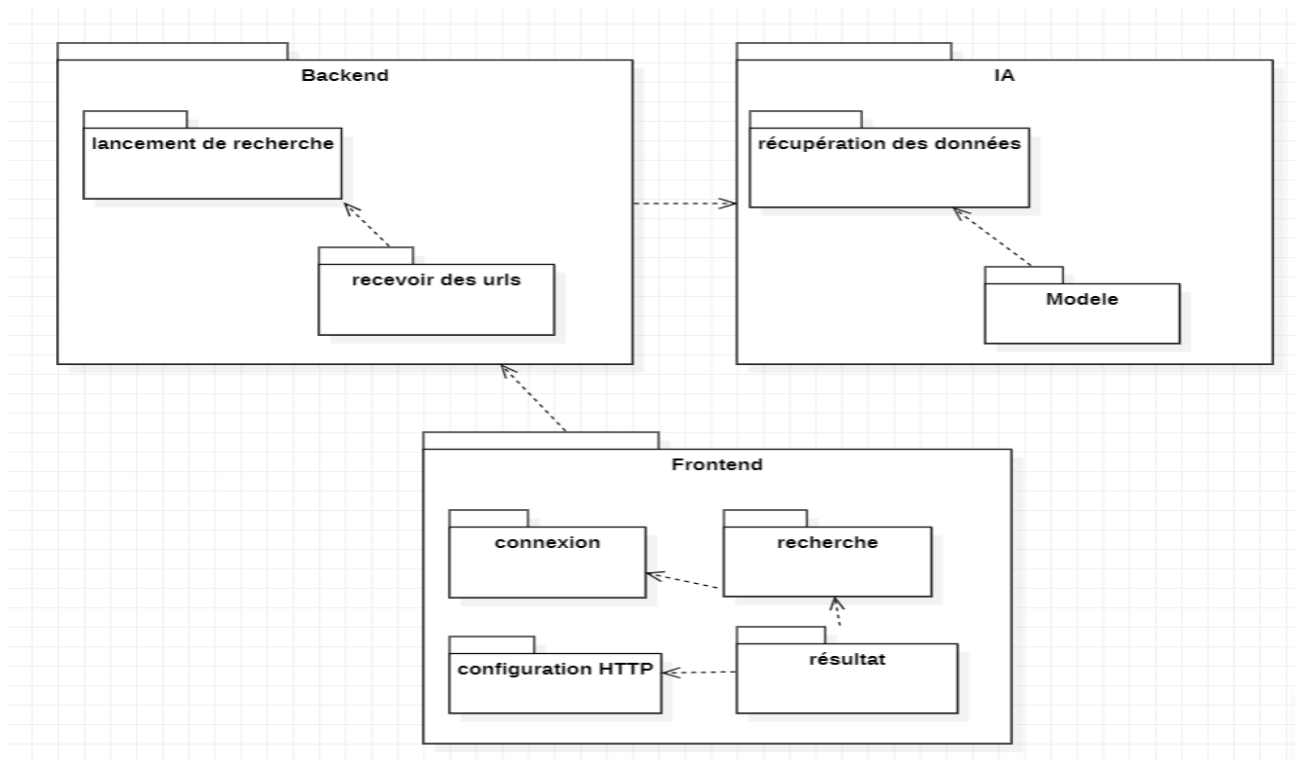 Backend
lancement de recherche
recevoir des urls
IA
récupération des données
Modele
Frontend
connexion
recherche
configuration HTTP
résultat